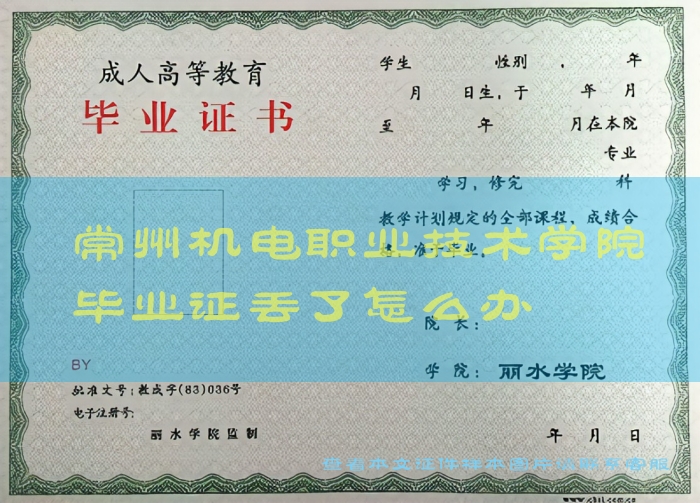 成人高等教育
毕业证书
学生 性别 , 年
月 日生,于 年 月
至 年 月在本院
专业
学习,修完 科
教学计划规定的全部课程,成绩合
准予毕业。
常州机电职业技术学院
毕业证丢了怎么办
院 长:
BY
学 院: 丽水学院
批准文号:教成字(83)036号
电子注册号:
丽水学院监制
年 月 日